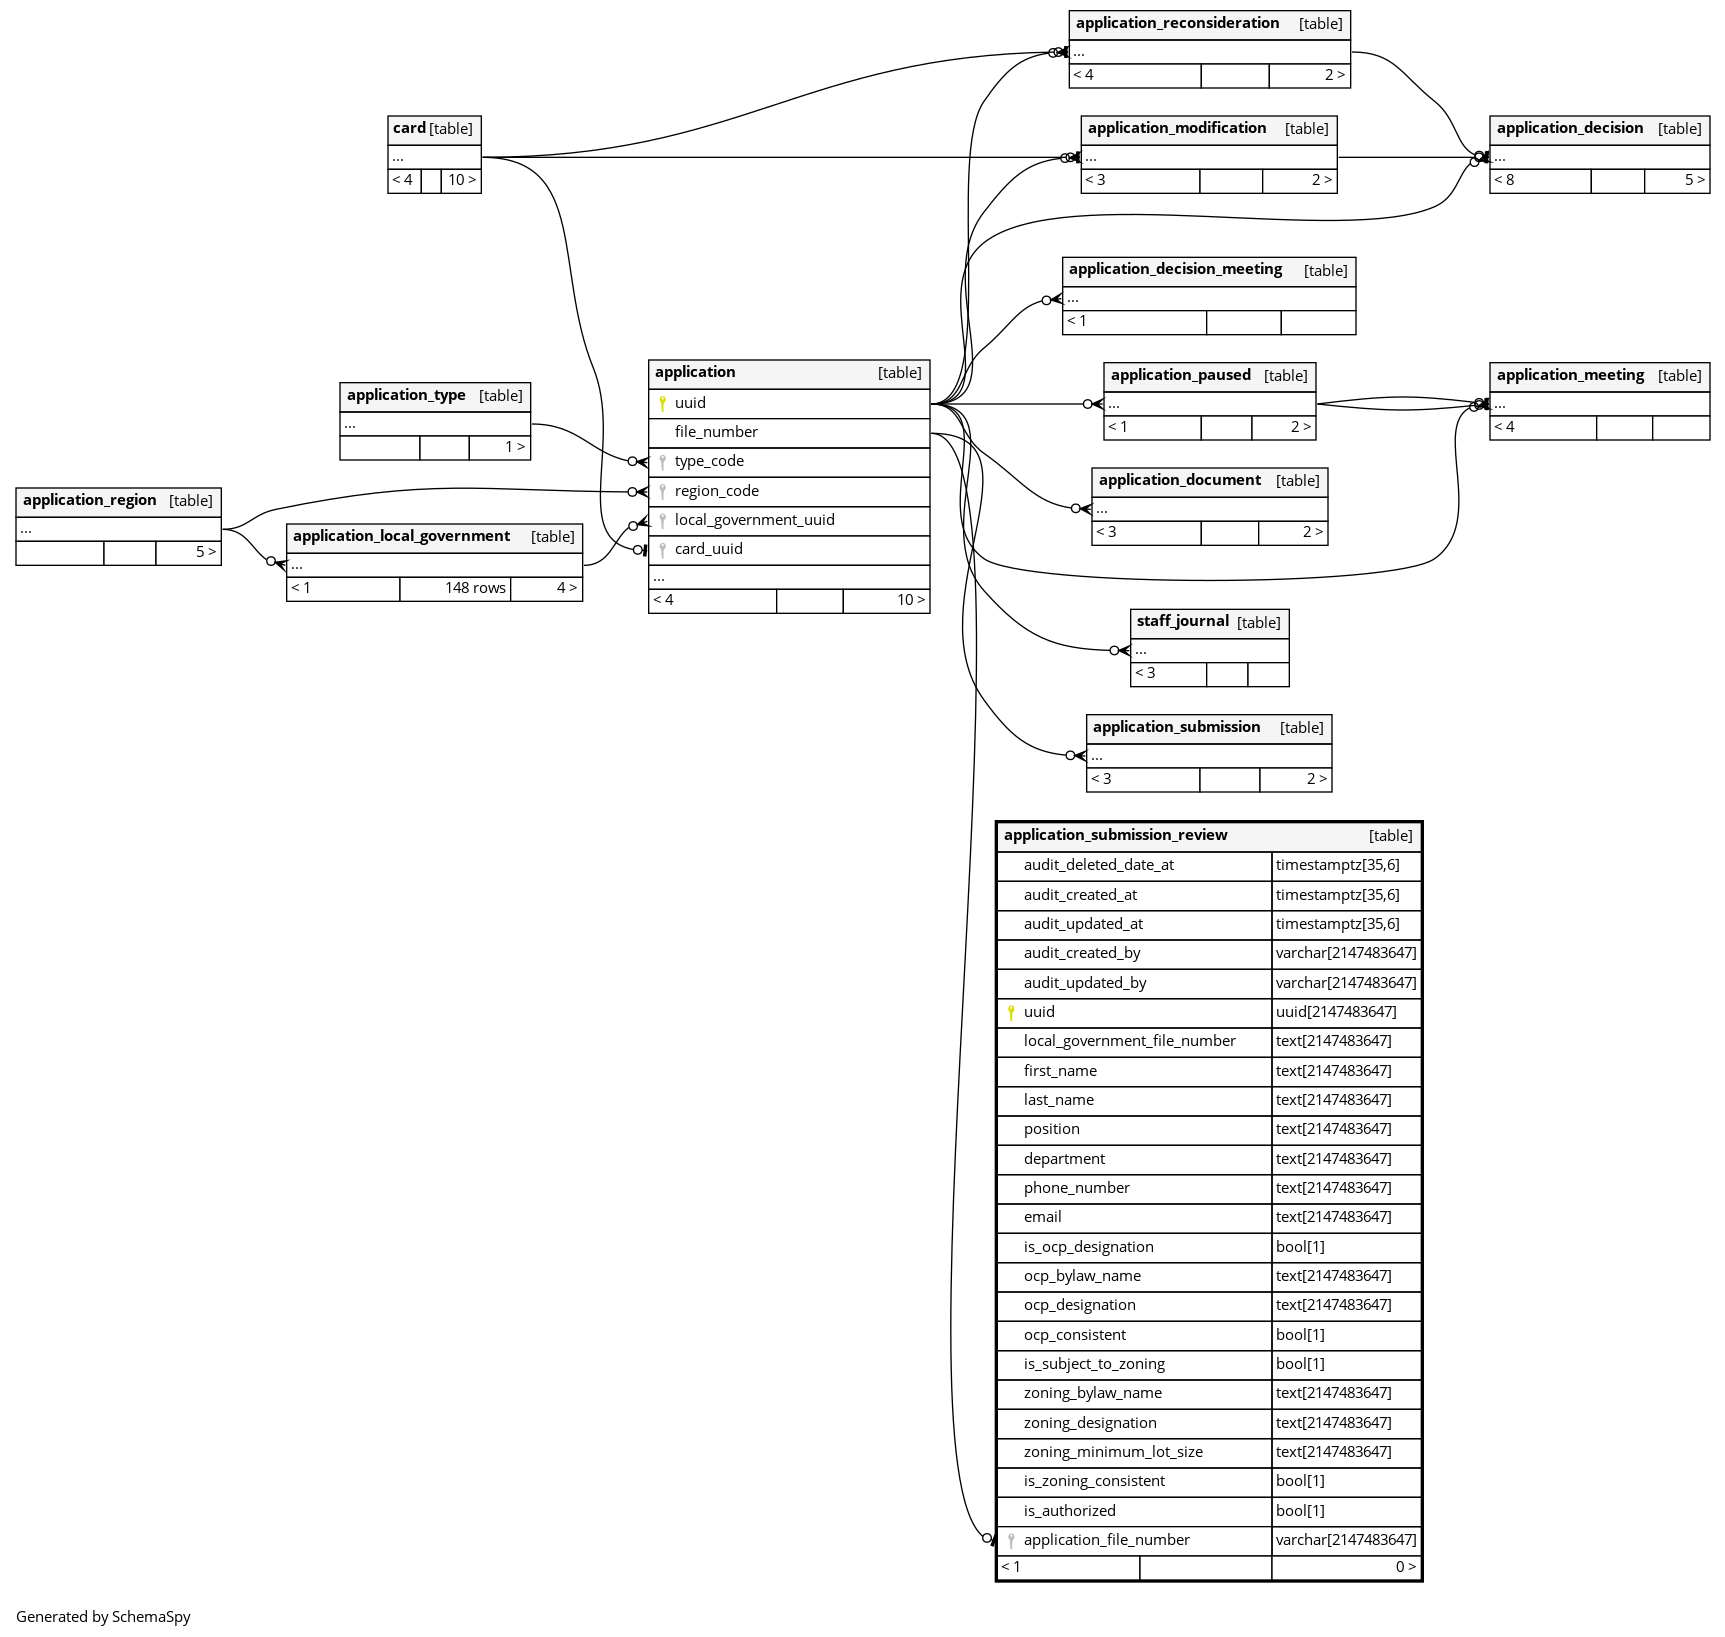 application_reconsideration [table]
...
< 4 2 >
card [table]
...
< 4 10 >
application_modification [table]
...
< 3 2 >
application_decision [table]
...
< 8 5 >
application_decision_meeting [table]
...
< 1
application_type [table]
...
1 >
application_region [table]
...
5 >
application_local_government [table]
...
< 1 148 rows 4 >
application [table]
uuid
file_number
type_code
region_code
local_government_uuid
card_uuid
...
< 4 10 >
application_paused [table]
...
< 1 2 >
application_meeting [table]
...
< 4
application_document [table]
...
< 3 2 >
staff_journal [table]
...
< 3
application_submission [table]
...
< 3 2 >
application_submission_review [table]
audit_deleted_date_at timestamptz[35,6]
audit_created_at timestamptz[35,6]
audit_updated_at timestamptz[35,6]
audit_created_by varchar[2147483647]
audit_updated_by varchar[2147483647]
uuid uuid[2147483647]
local_government_file_number text[2147483647]
first_name text[2147483647]
last_name text[2147483647]
position text[2147483647]
department text[2147483647]
phone_number text[2147483647]
email text[2147483647]
is_ocp_designation bool[1]
ocp_bylaw_name text[2147483647]
ocp_designation text[2147483647]
ocp_consistent bool[1]
is_subject_to_zoning bool[1]
zoning_bylaw_name text[2147483647]
zoning_designation text[2147483647]
zoning_minimum_lot_size text[2147483647]
is_zoning_consistent bool[1]
is_authorized bool[1]
application_file_number varchar[2147483647]
< 1 0 >
Generated by SchemaSpy